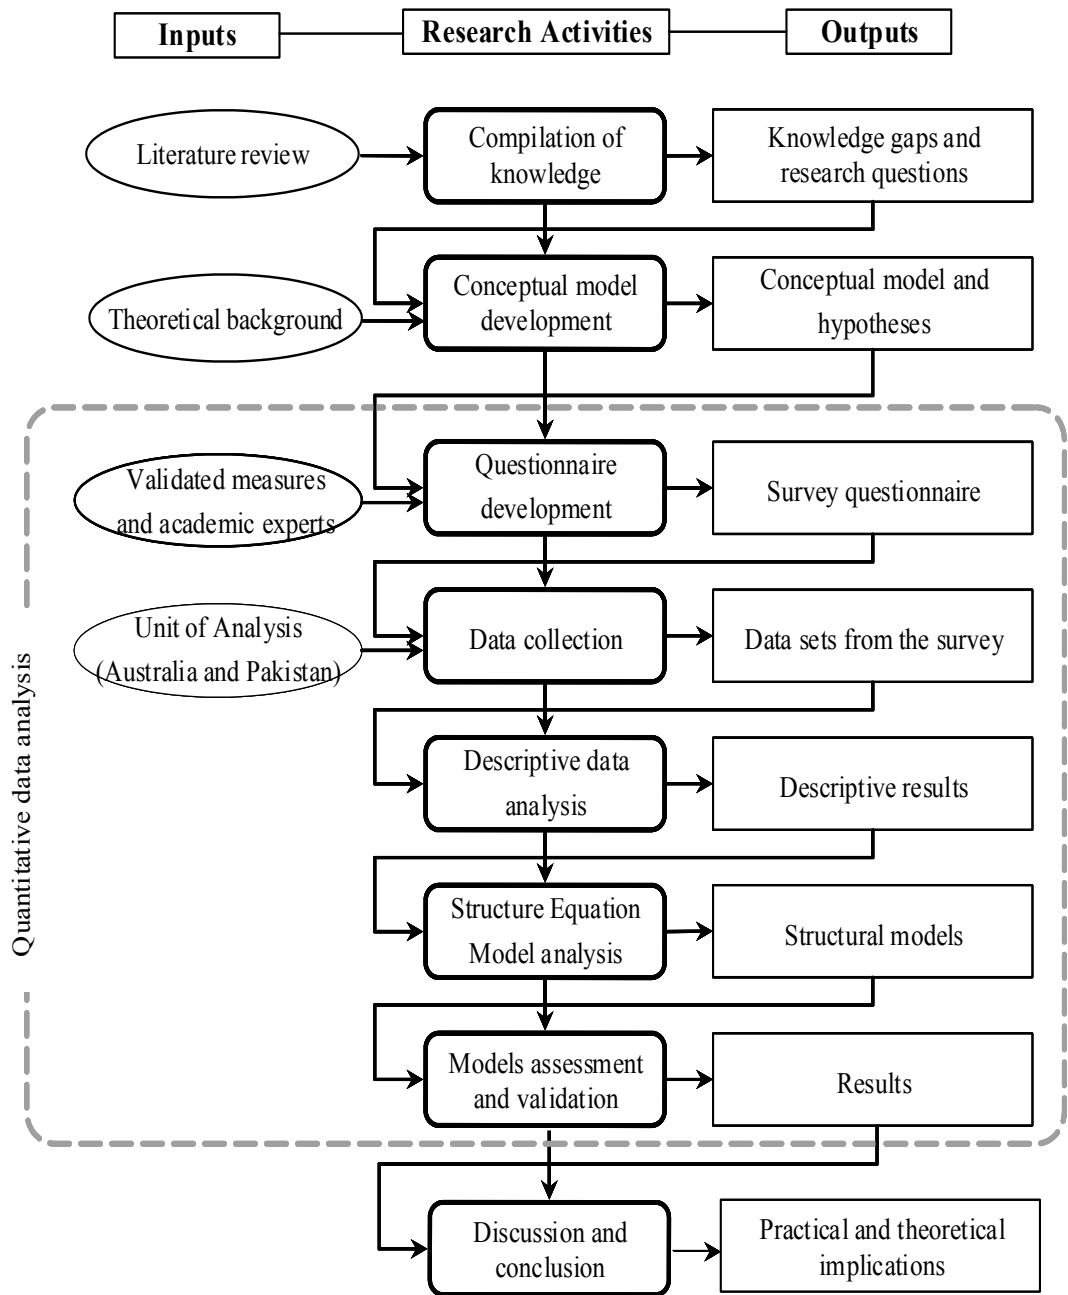 Inputs
Research Activities
Outputs
Literature review
Compilation of
knowledge
Knowledge gaps and
research questions
Theoretical background
Conceptual model
development
Conceptual model and
hypotheses
Quantitative data analysis
Validated measures
and academic experts
Questionnaire
development
Survey questionnaire
Unit of Analysis
(Australia and Pakistan)
Data collection
Data sets from the survey
Descriptive data
analysis
Descriptive results
Structure Equation
Model analysis
Structural models
Models assessment
and validation
Results
Discussion and
conclusion
Practical and theoretical
implications